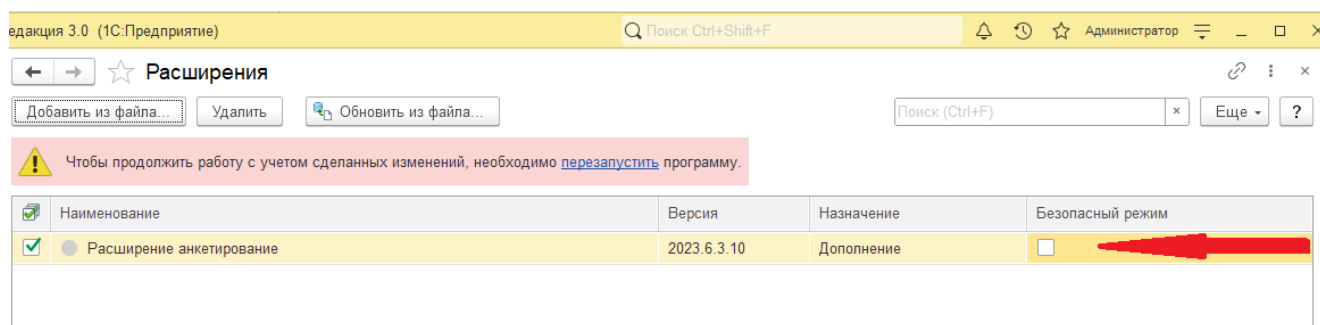 едакция 3.0 (1С:Предприятие)
Поиск Ctrl+Shift+F
Администратор
Расширения
Добавить из файла...
Удалить
Обновить из файла...
Поиск (Ctrl+F)
×
Еще
?
Чтобы продолжить работу с учетом сделанных изменений, необходимо перезапустить программу.
Наименование
Версия
Назначение
Безопасный режим
Расширение анкетирование
2023.6.3.10
Дополнение